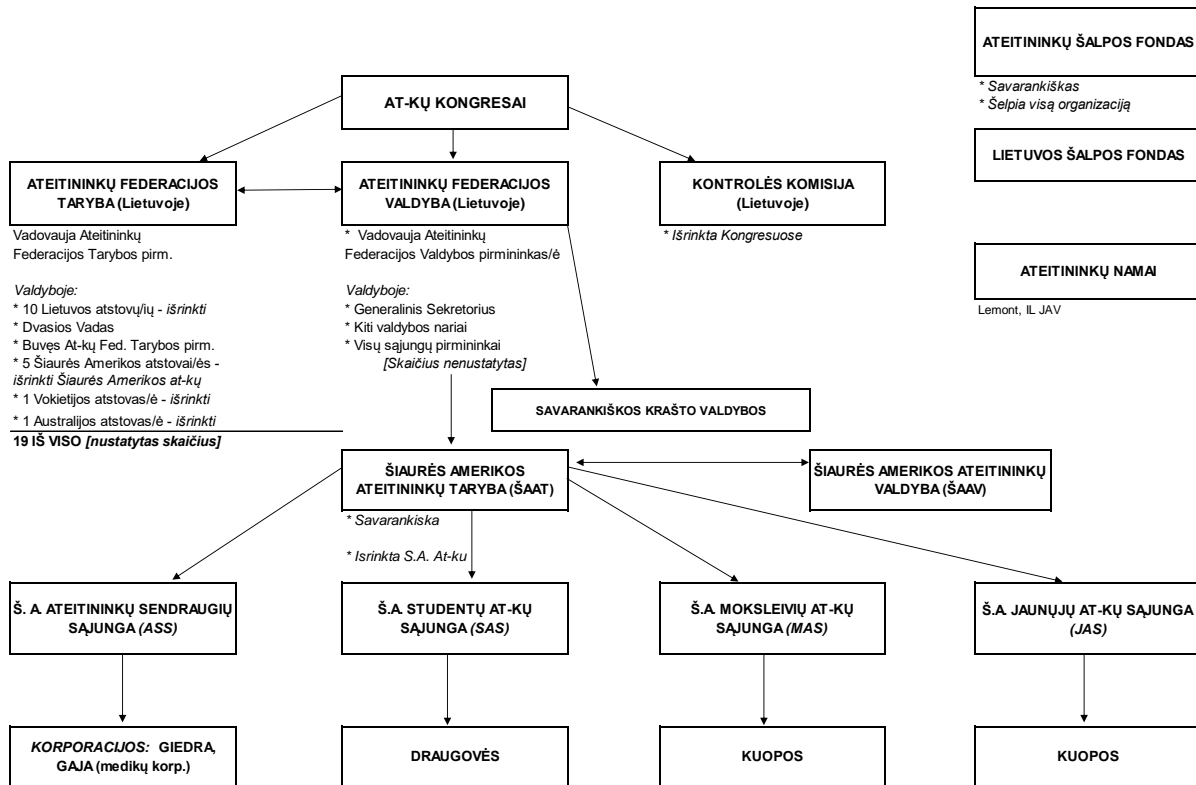 ATEITININKŲ ŠALPOS FONDAS
* Savarankiškas
* Šelpia visą organizaciją
AT-KŲ KONGRESAI
LIETUVOS ŠALPOS FONDAS
ATEITININKŲ FEDERACIJOS
TARYBA (Lietuvoje)
Vadovauja Ateitininkų
Federacijos Tarybos pirm.
Valdyboje:
* 10 Lietuvos atstovų/ių - išrinkti
* Dvasios Vadas
* Buvęs At-kų Fed. Tarybos pirm.
* 5 Šiaurės Amerikos atstovai/ės -
išrinkti Šiaurės Amerikos at-kų
* 1 Vokietijos atstovas/ė - išrinkti
* 1 Australijos atstovas/ė - išrinkti
19 IŠ VISO [nustatytas skaičius]
ATEITININKŲ FEDERACIJOS
VALDYBA (Lietuvoje)
* Vadovauja Ateitininkų
Federacijos Valdybos pirmininkas/ė
Valdyboje:
* Generalinis Sekretorius
* Kiti valdybos nariai
* Visų sąjungų pirmininkai
[Skaičius nenustatytas]
KONTROLĖS KOMISIJA
(Lietuvoje)
* Išrinkta Kongresuose
ATEITININKŲ NAMAI
Lemont, IL JAV
SAVARANKIŠKOS KRAŠTO VALDYBOS
ŠIAURĖS AMERIKOS
ATEITININKŲ TARYBA (ŠAAT)
* Savarankiska
* Isrinkta S.A. At-ku
ŠIAURĖS AMERIKOS ATEITININKŲ
VALDYBA (ŠAAV)
Š. A. ATEITININKŲ SENDRAUGIŲ
SĄJUNGA (ASS)
Š.A. STUDENTŲ AT-KŲ
SĄJUNGA (SAS)
Š.A. MOKSLEIVIŲ AT-KŲ
SĄJUNGA (MAS)
Š.A. JAUNŲJŲ AT-KŲ SĄJUNGA
(JAS)
KORPORACIJOS: GIEDRA,
GAJA (medikų korp.)
DRAUGOVĖS
KUOPOS
KUOPOS